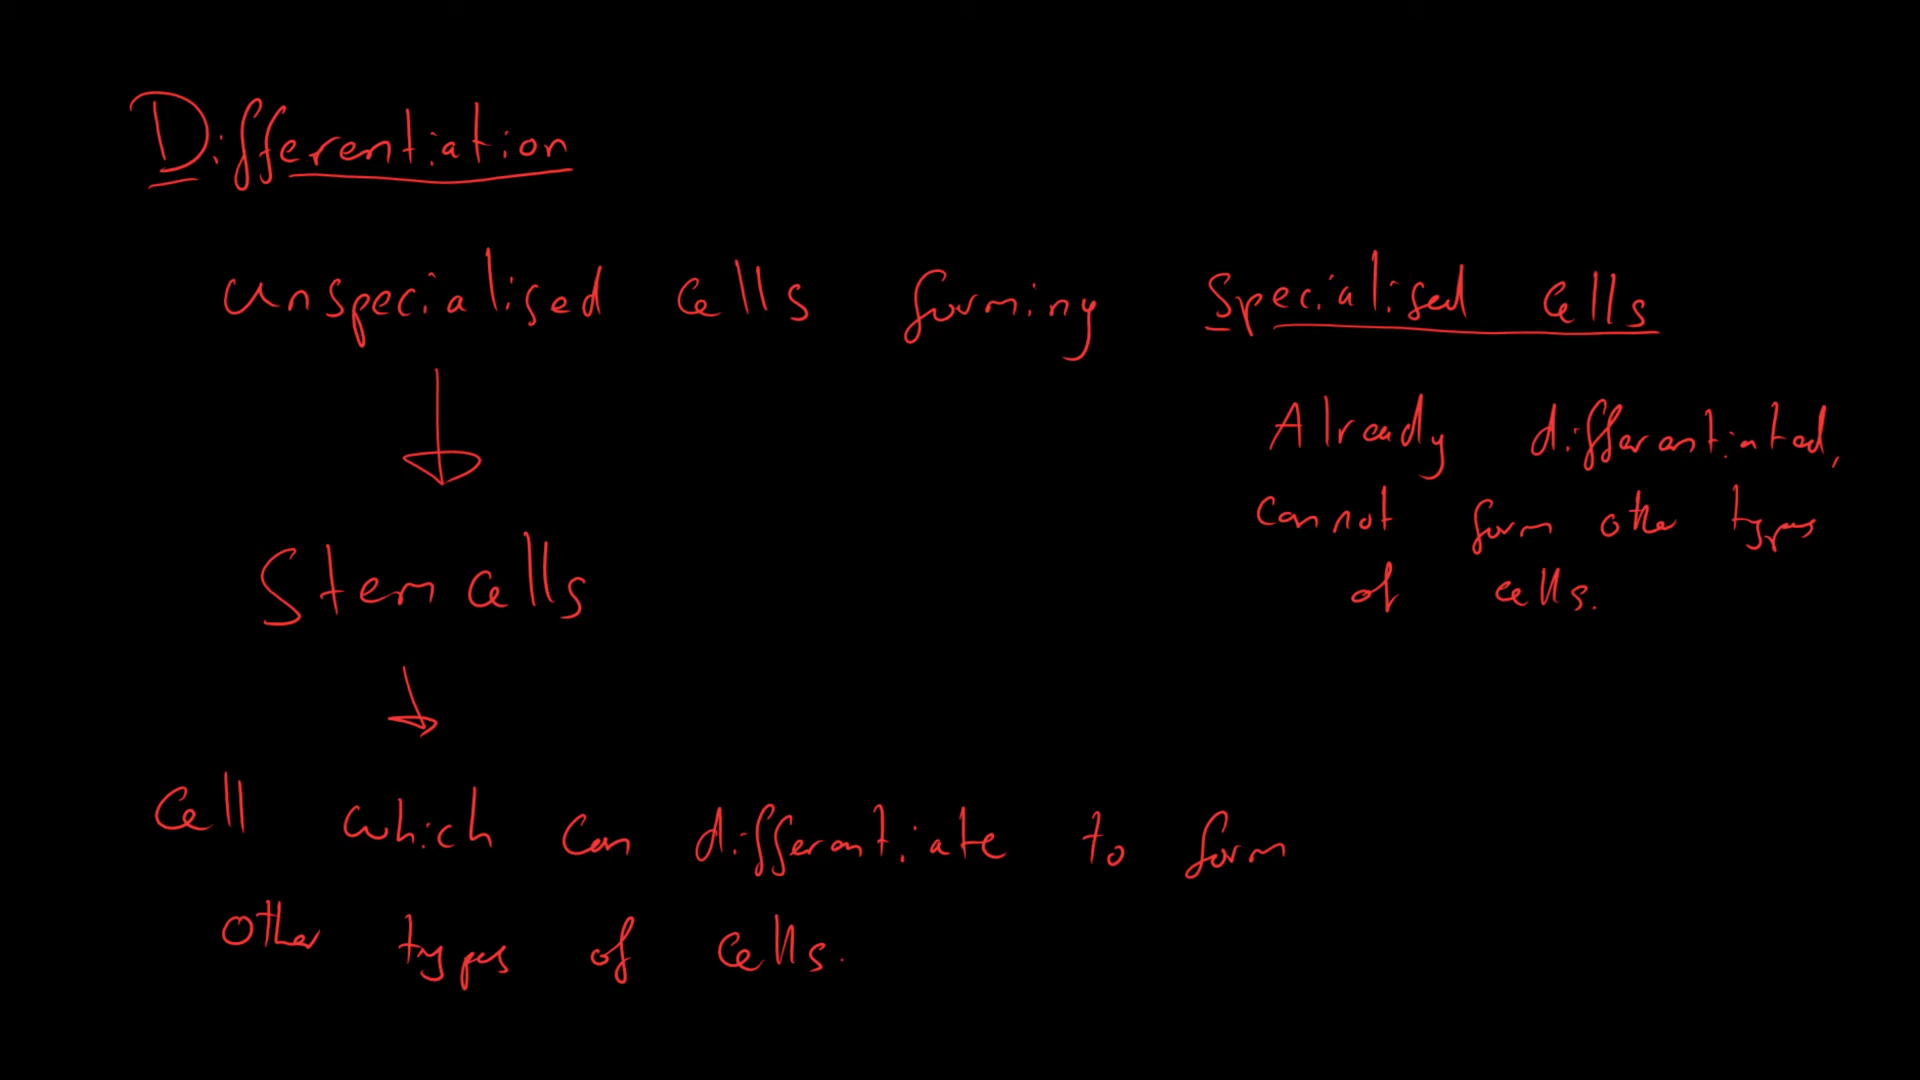 Differentiation
unspecialised cells forming specialised cells
Already differentiated,
cannot form other types
of cells.
Stem cells
Cell which can differentiate to form
other types of cells.